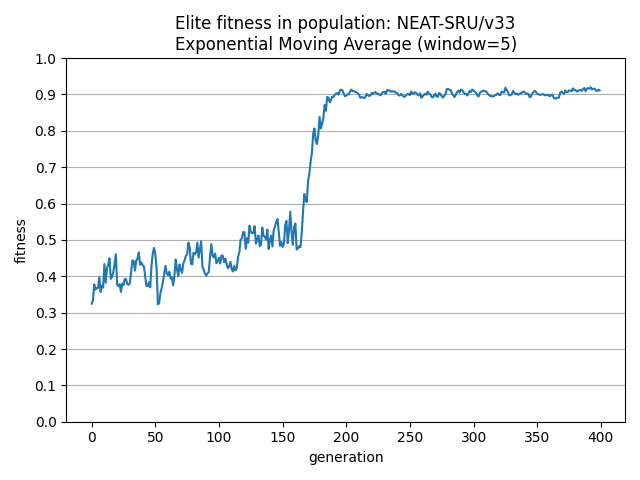 Elite fitness in population: NEAT-SRU/v33
Exponential Moving Average (window=5)
1.0
0.9
0.8
0.7
0.6
0.5
0.4
0.3
0.2
0.1
0.0
fitness
0 50 100 150 200 250 300 350 400
generation